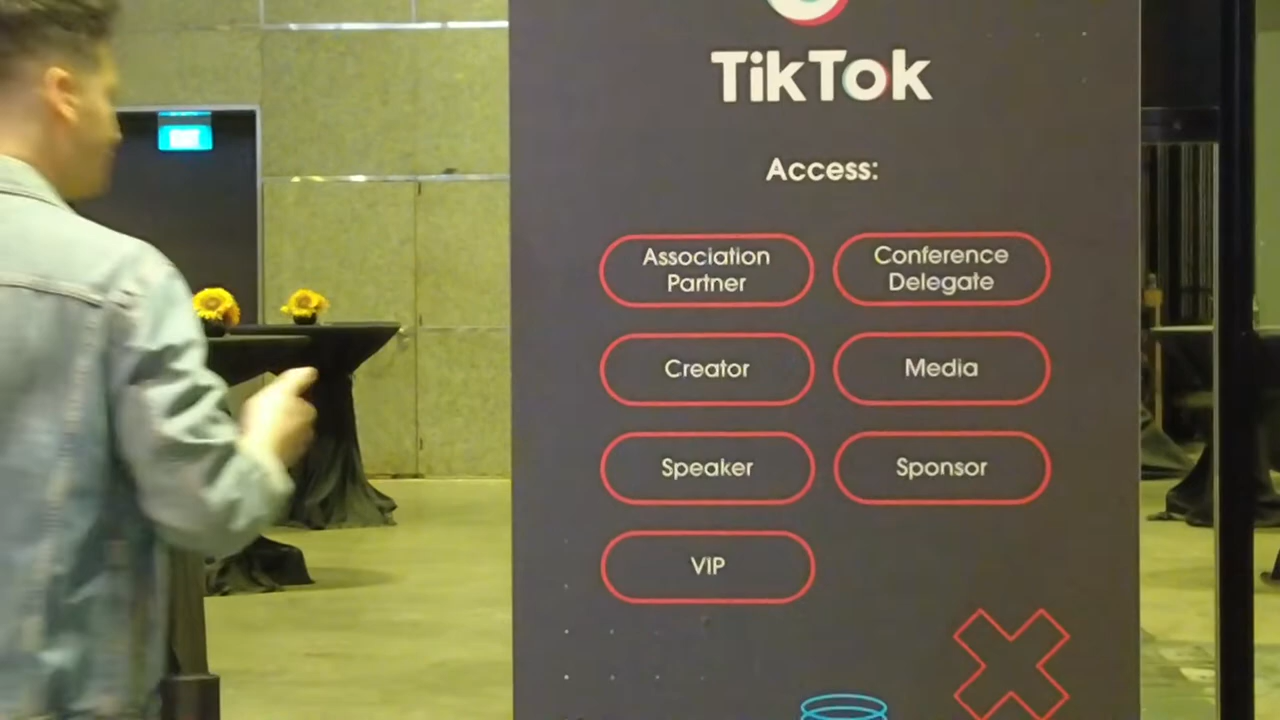 TikTok
Access:
Association
Partner
Conference
Delegate
Creator
Media
Speaker
Sponsor
VIP